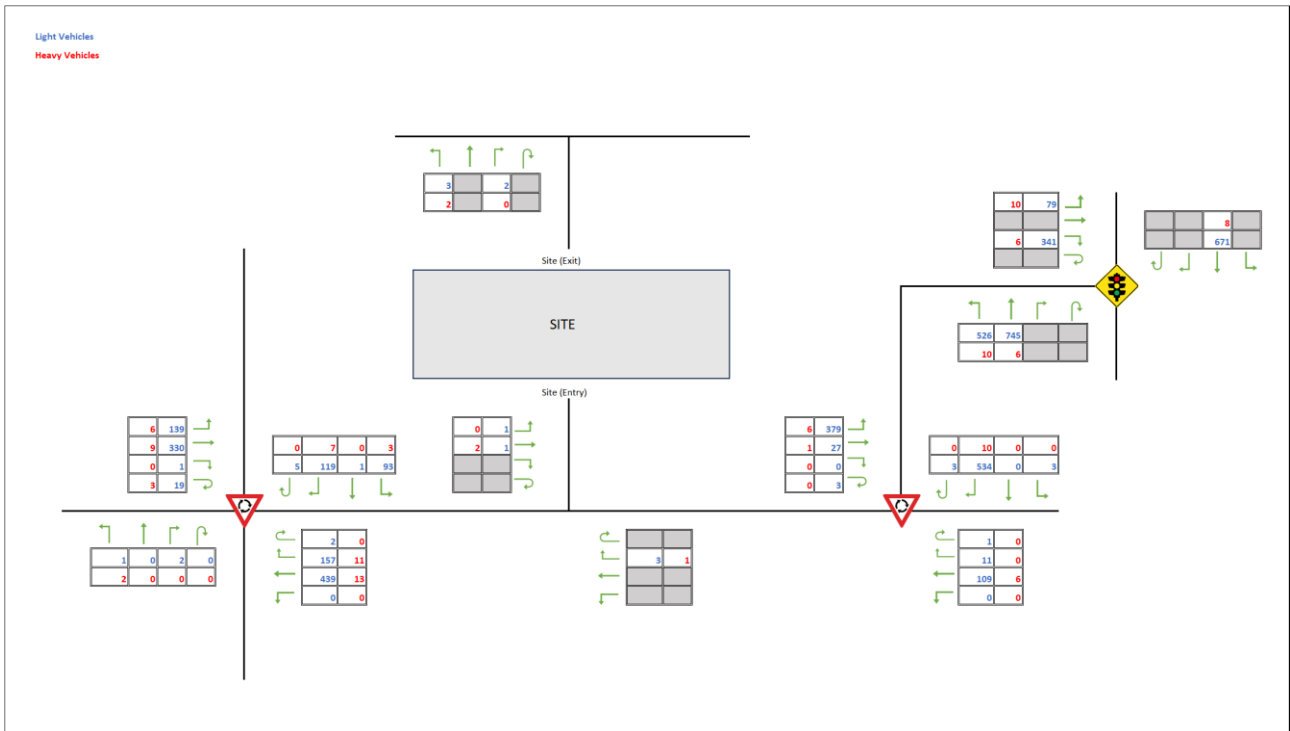 Light Vehicles
Heavy Vehicles
3 2
2 0
10 79
6 341
8
671
Site (Exit)
SITE
526 745
10 6
Site (Entry)
6 139
9 330
0 1
3 19
0 7 0 3
5 119 1 93
0 1
2 1
6 379
1 27
0 0
0 3
0 10 0 0
3 534 0 3
1 0 2 0
2 0 0 0
2 0
157 11
439 13
0 0
3 1
1 0
11 0
109 6
0 0